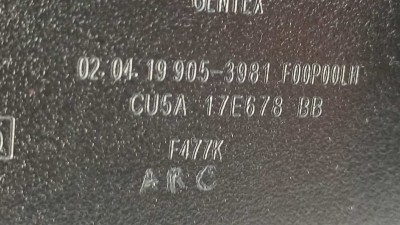 GENTEX
02.04.19 905-3981 F00P00LH
CU5A 17E678 BB
F477K
ARC